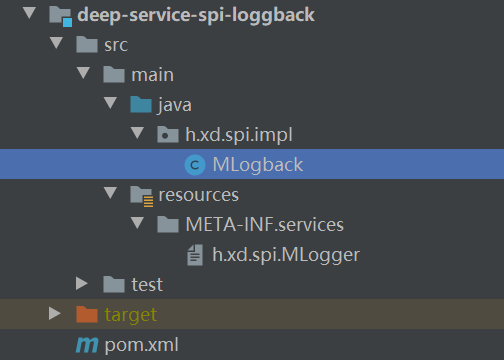 deep-service-spi-loggback
src
main
java
h.xd.spi.impl
C MLogback
resources
META-INF.services
h.xd.spi.MLogger
test
target
m pom.xml